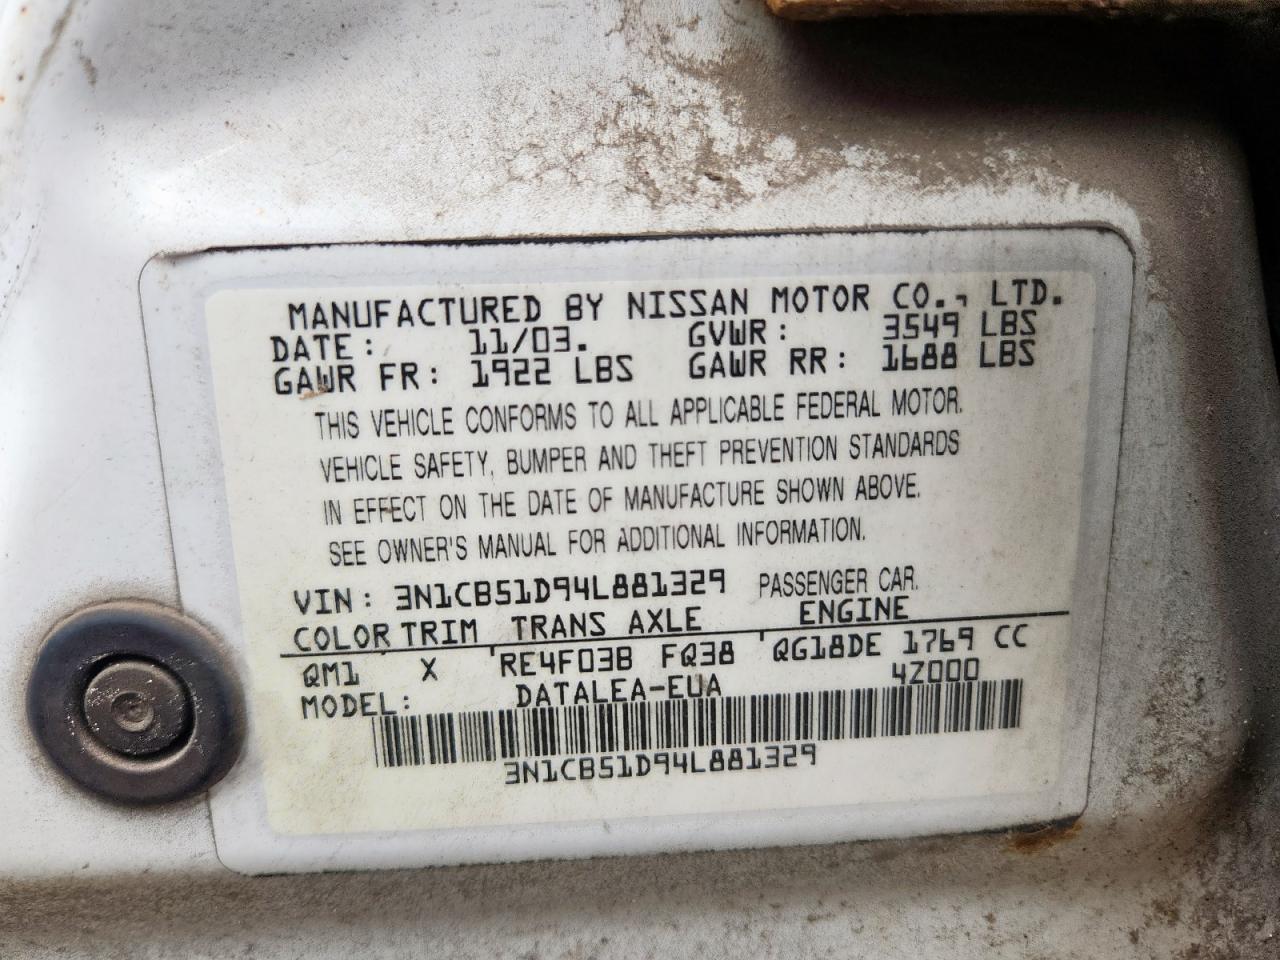 MANUFACTURED BY NISSAN MOTOR CO., LTD.
DATE: 11/03. GVWR: 3549 LBS
GAWR FR: 1922 LBS GAWR RR: 1688 LBS
THIS VEHICLE CONFORMS TO ALL APPLICABLE FEDERAL MOTOR.
VEHICLE SAFETY, BUMPER AND THEFT PREVENTION STANDARDS
IN EFFECT ON THE DATE OF MANUFACTURE SHOWN ABOVE.
SEE OWNER'S MANUAL FOR ADDITIONAL INFORMATION.
VIN: 3N1CB51D94L881329 PASSENGER CAR.
COLOR TRIM TRANS AXLE ENGINE
QM1 X RE4F03B FQ38 QG18DE 1769 CC
MODEL: DATALEA-EUA 4Z000
3N1CB51D94L881329